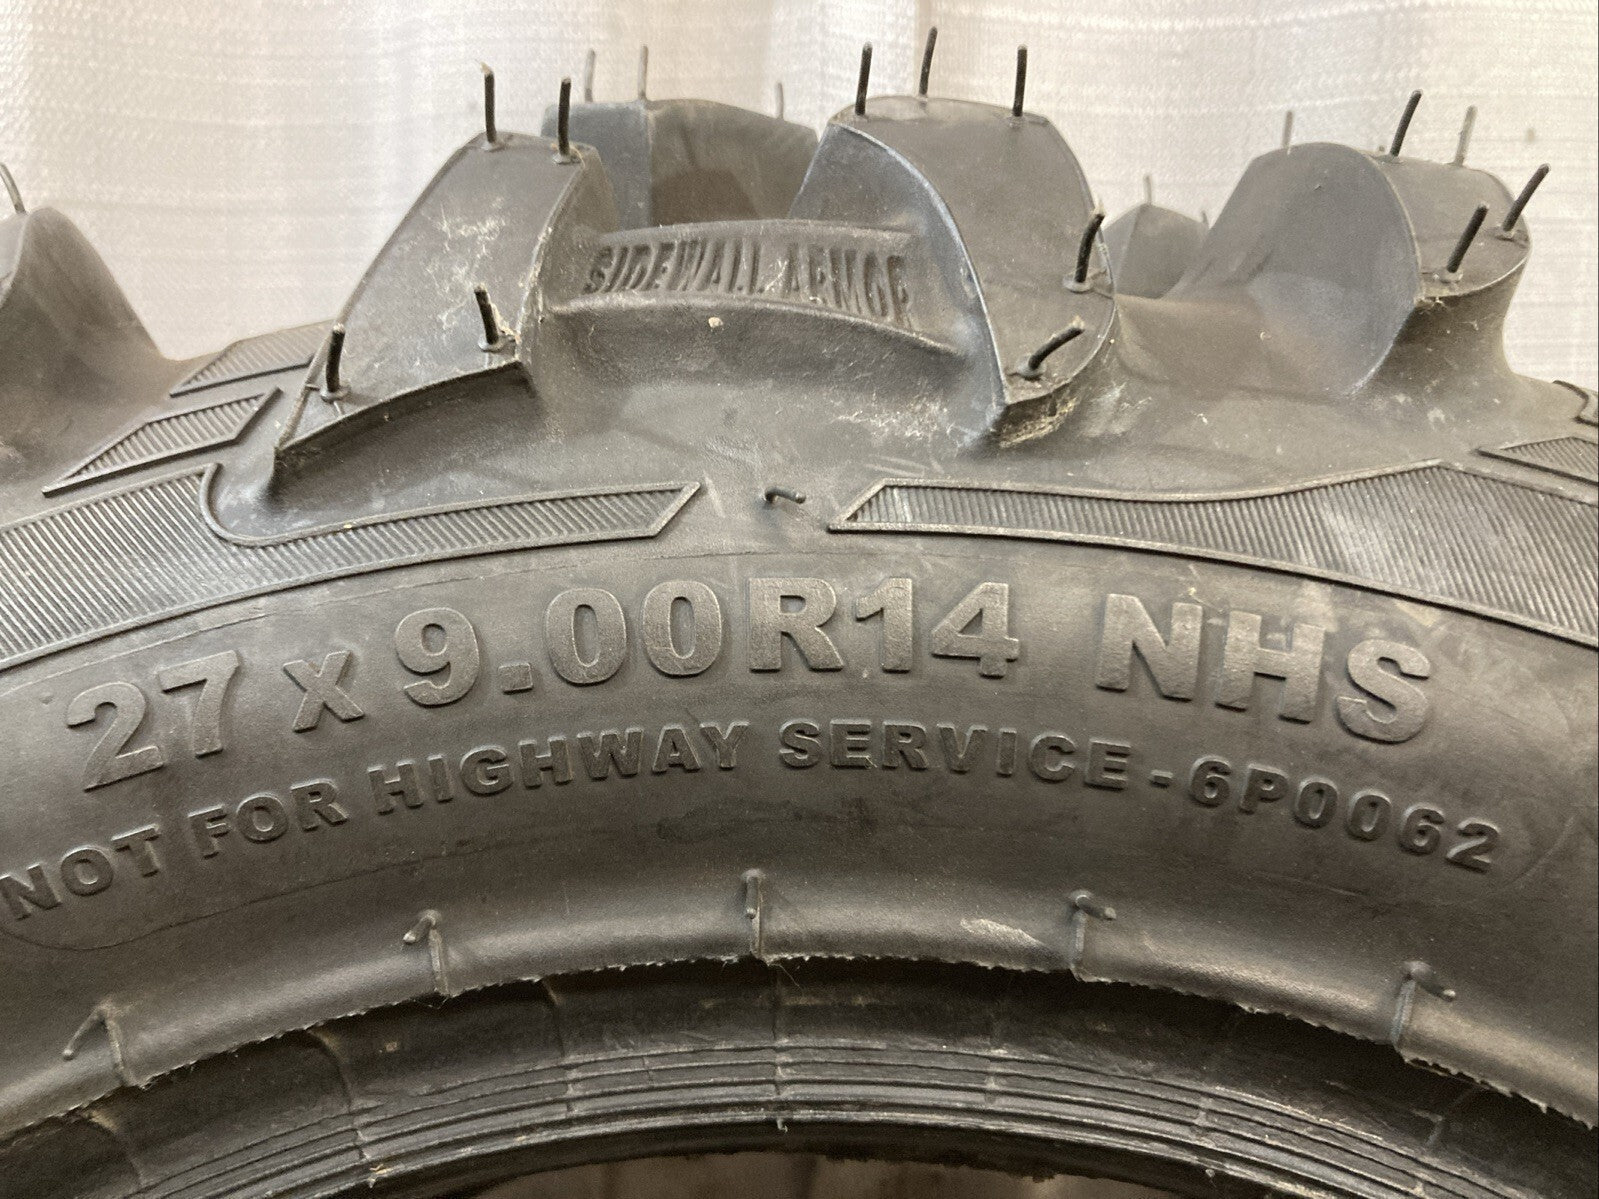 SIDEWALL ARMOR
27 X 9.00R14 NHS
NOT FOR HIGHWAY SERVICE - 6P0062